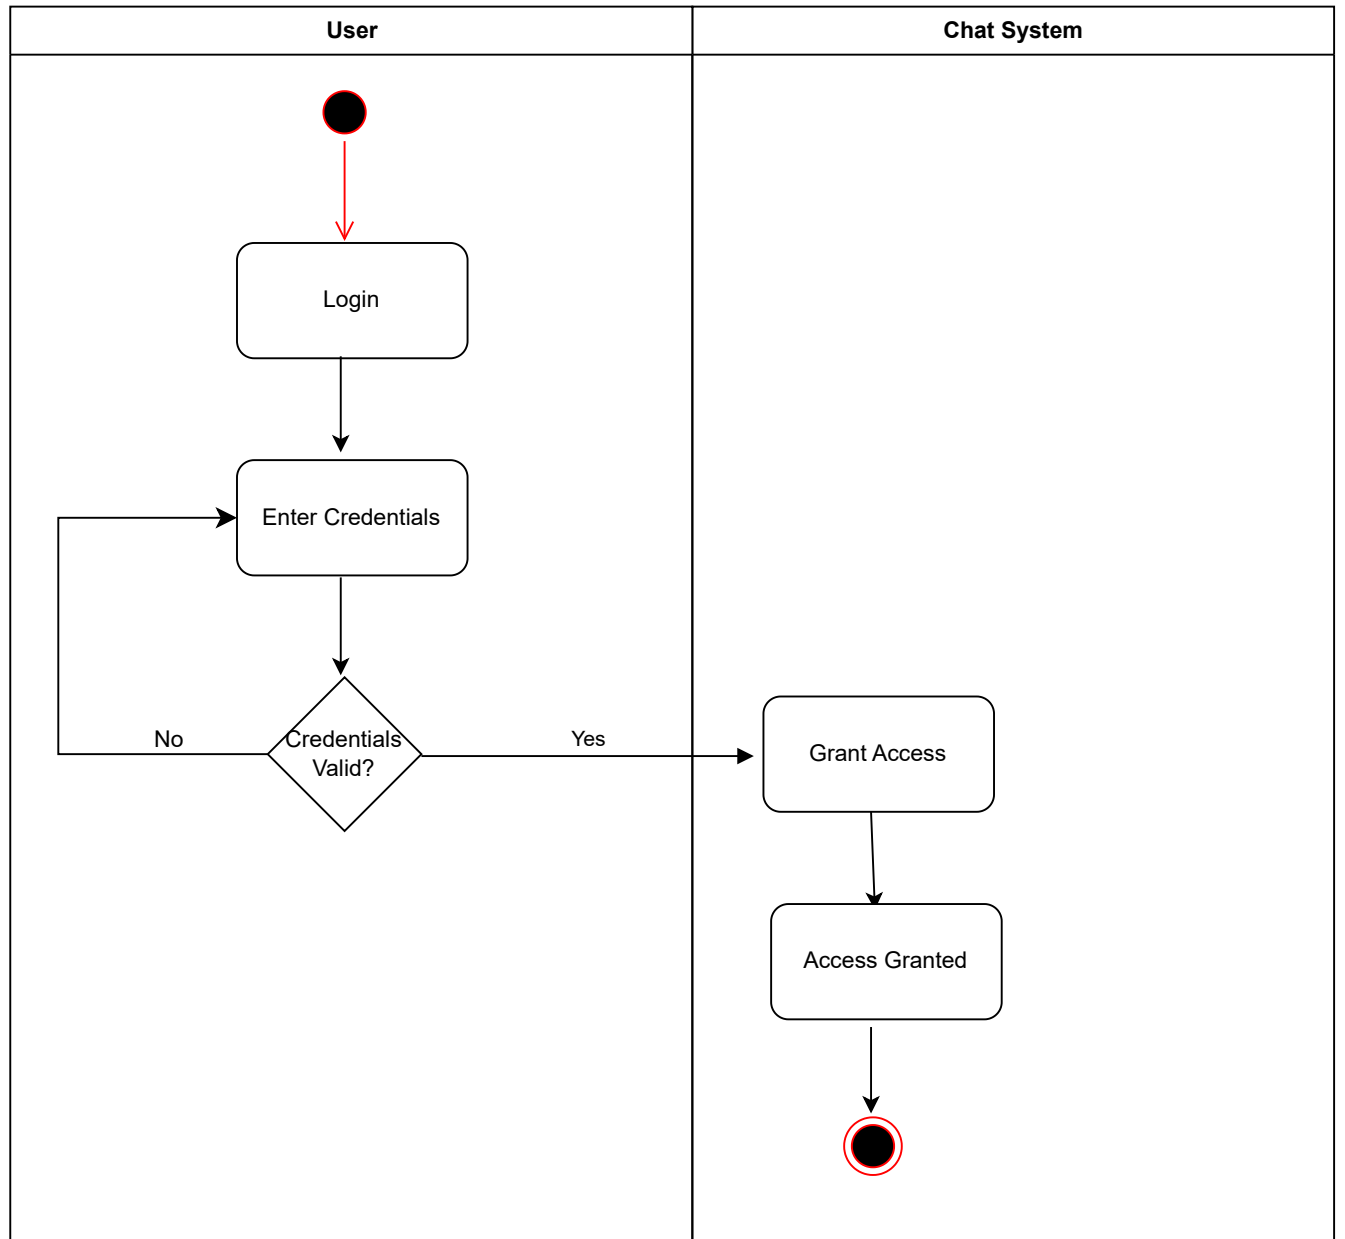 User
Chat System
Login
Enter Credentials
Credentials
Valid?
No
Yes
Grant Access
Access Granted